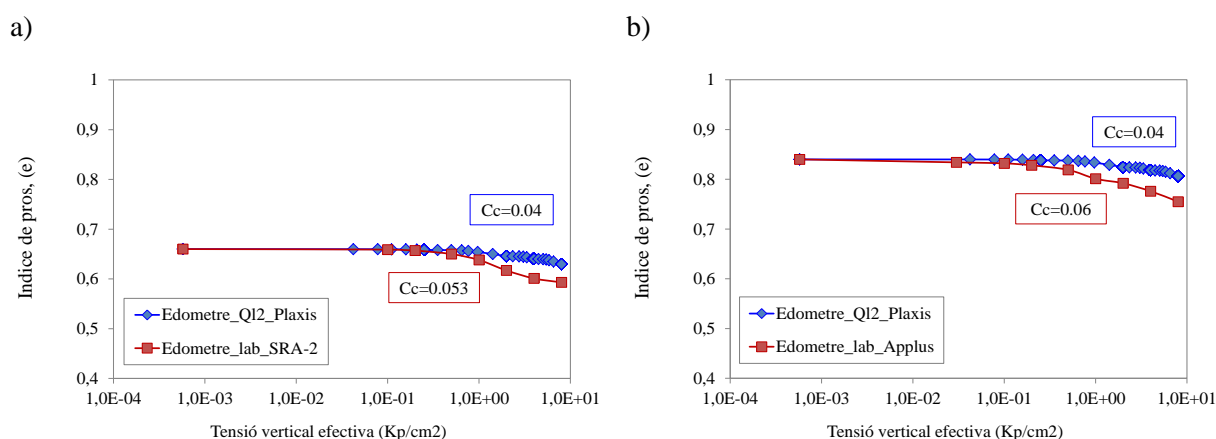 a)
1
0,9
0,8
0,7
0,6
0,5
0,4
Indice de pros, (e)
Cc=0.04
Cc=0.053
Edometre_Ql2_Plaxis
Edometre_lab_SRA-2
1,0E-04 1,0E-03 1,0E-02 1,0E-01 1,0E+00 1,0E+01
Tensió vertical efectiva (Kp/cm2)
b)
1
0,9
0,8
0,7
0,6
0,5
0,4
Indice de pros, (e)
Cc=0.04
Cc=0.06
Edometre_Ql2_Plaxis
Edometre_lab_Applus
1,0E-04 1,0E-03 1,0E-02 1,0E-01 1,0E+00 1,0E+01
Tensió vertical efectiva (Kp/cm2)